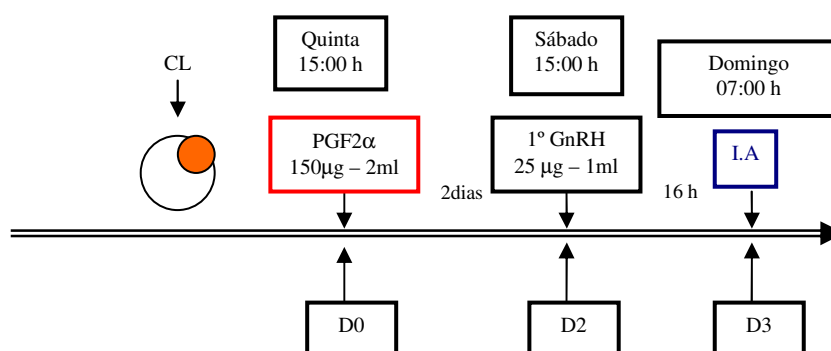 Quinta
15:00 h
Sábado
15:00 h
Domingo
07:00 h
CL
PGF2α
150µg – 2ml
1º GnRH
25 µg – 1ml
I.A
2dias
16 h
D0
D2
D3